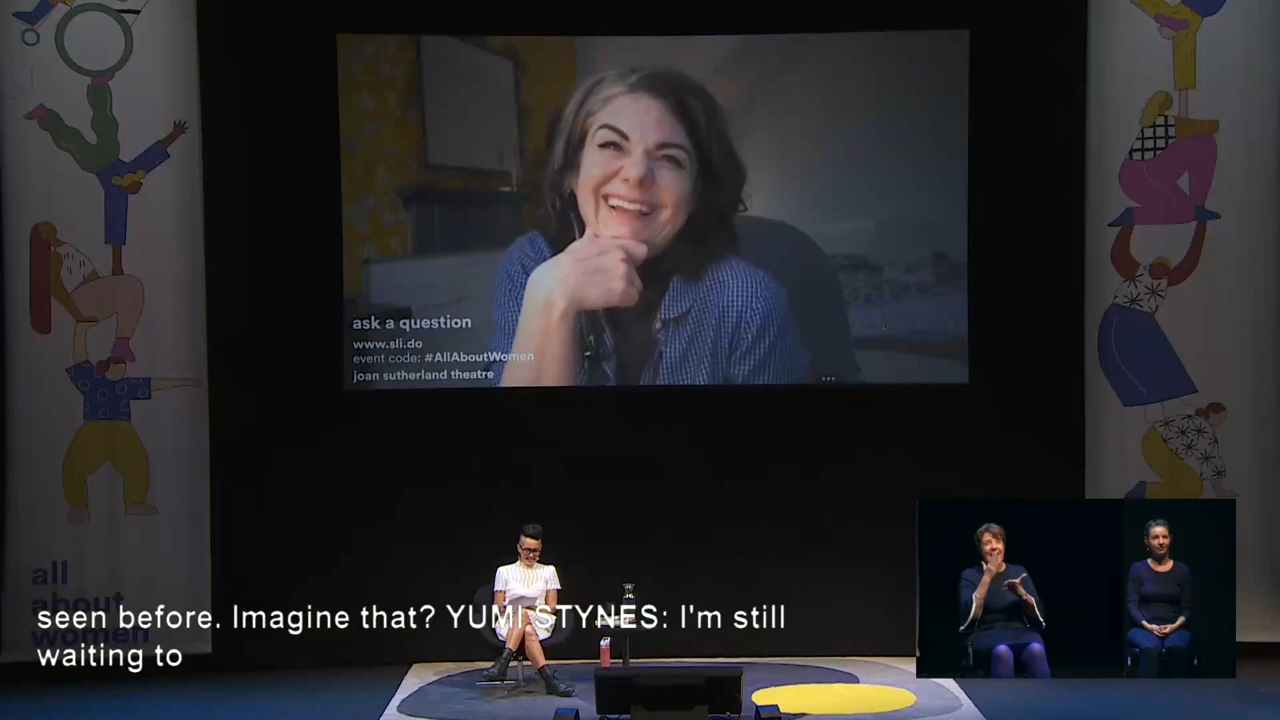 ask a question
www.sli.do
event code: #AllAboutWomen
joan sutherland theatre
all
about
women
seen before. Imagine that? YUMI STYNES: I'm still
waiting to